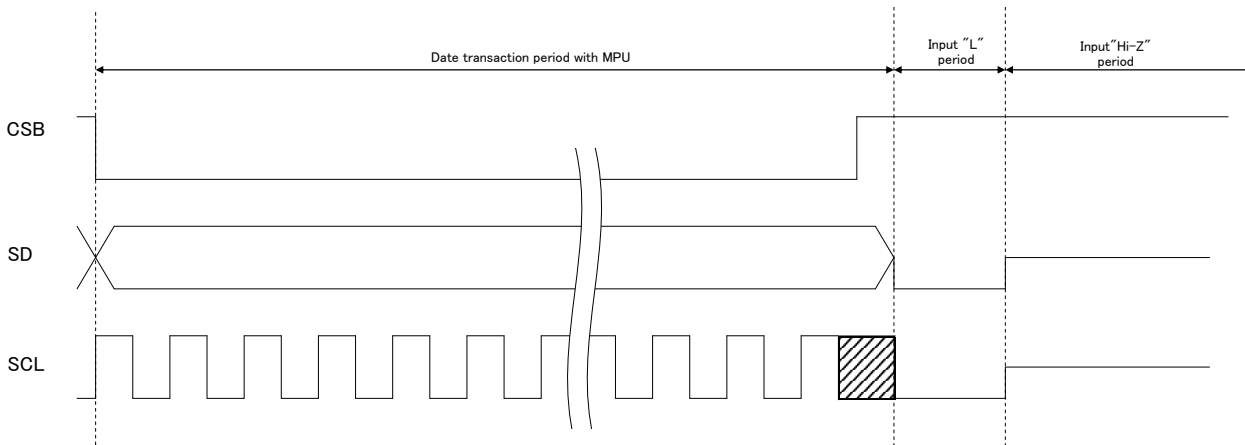 Date transaction period with MPU
Input "L"
period
Input"Hi-Z"
period
CSB
SD
SCL